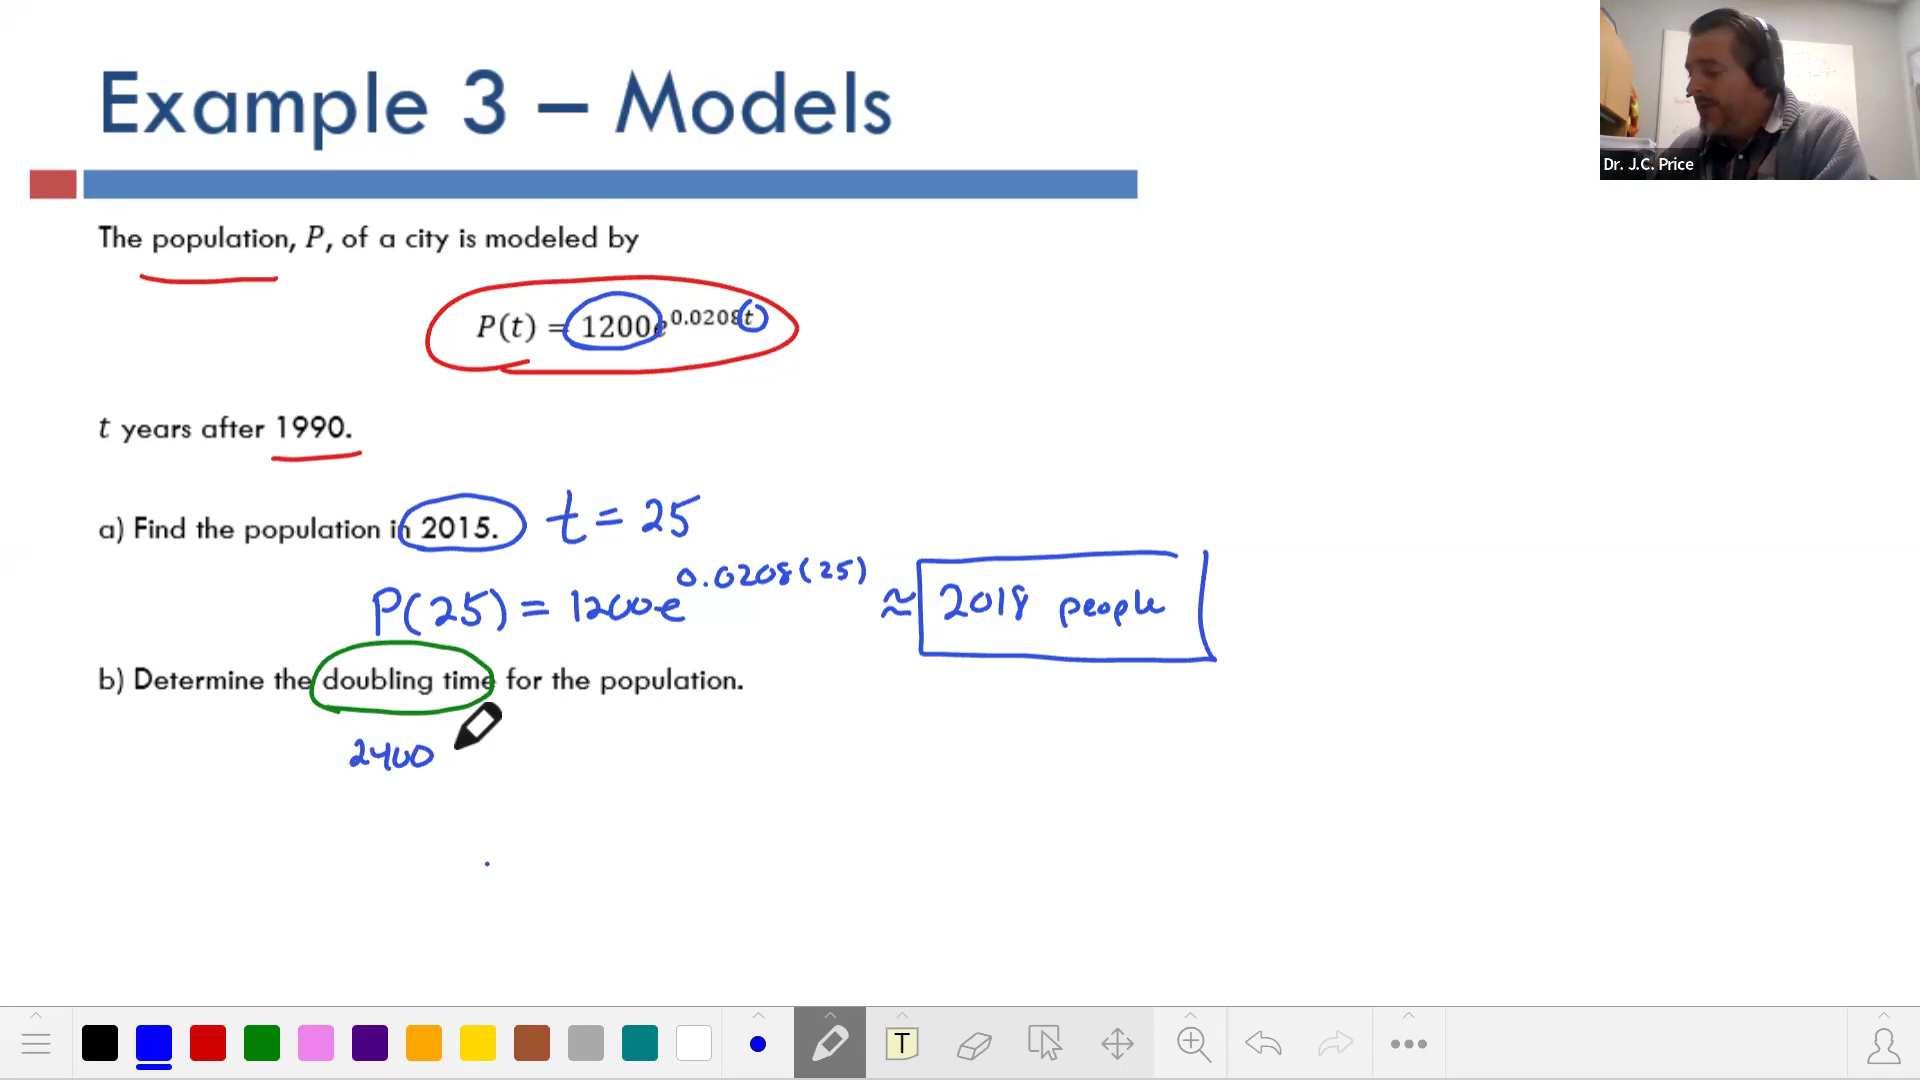 Example 3 – Models
Dr. J.C. Price
The population, P, of a city is modeled by
P(t) = 1200e^0.0208t
t years after 1990.
a) Find the population in 2015. t = 25
P(25) = 1200e^0.0208(25) ≈ 2018 people
b) Determine the doubling time for the population.
2400
T